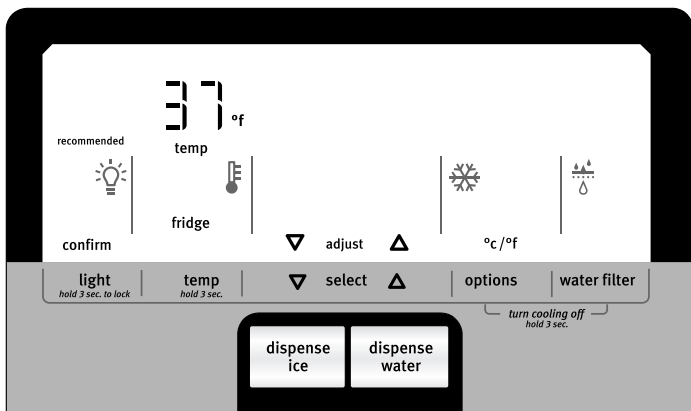 37 °f
recommended
temp
fridge
confirm
adjust
°c/°f
light
hold 3 sec. to lock
temp
hold 3 sec.
select
options
water filter
turn cooling off
hold 3 sec.
dispense
ice
dispense
water